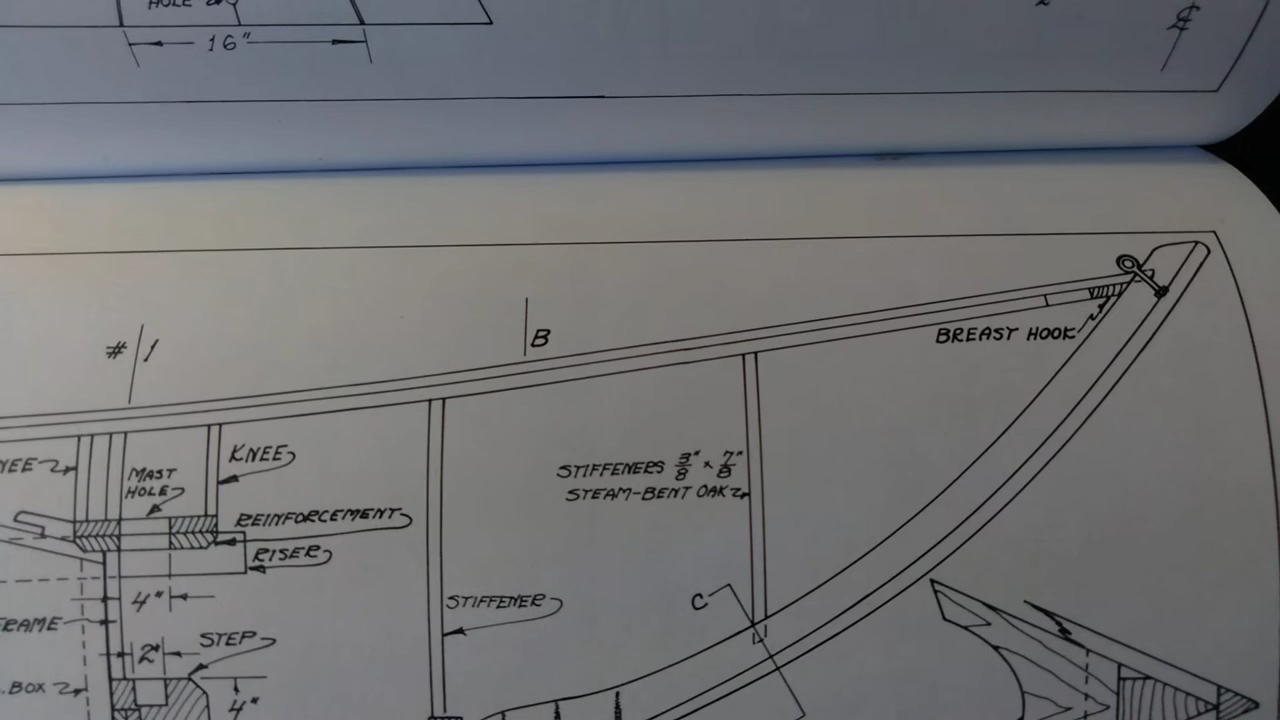 HOLE
16"
℄
B
# 1
BREAST HOOK
KNEE
MAST
HOLE
STIFFENERS 3/8" x 7/8"
STEAM-BENT OAK
REINFORCEMENT
RISER
4"
STIFFENER
C
FRAME
STEP
2"
BOX
4"